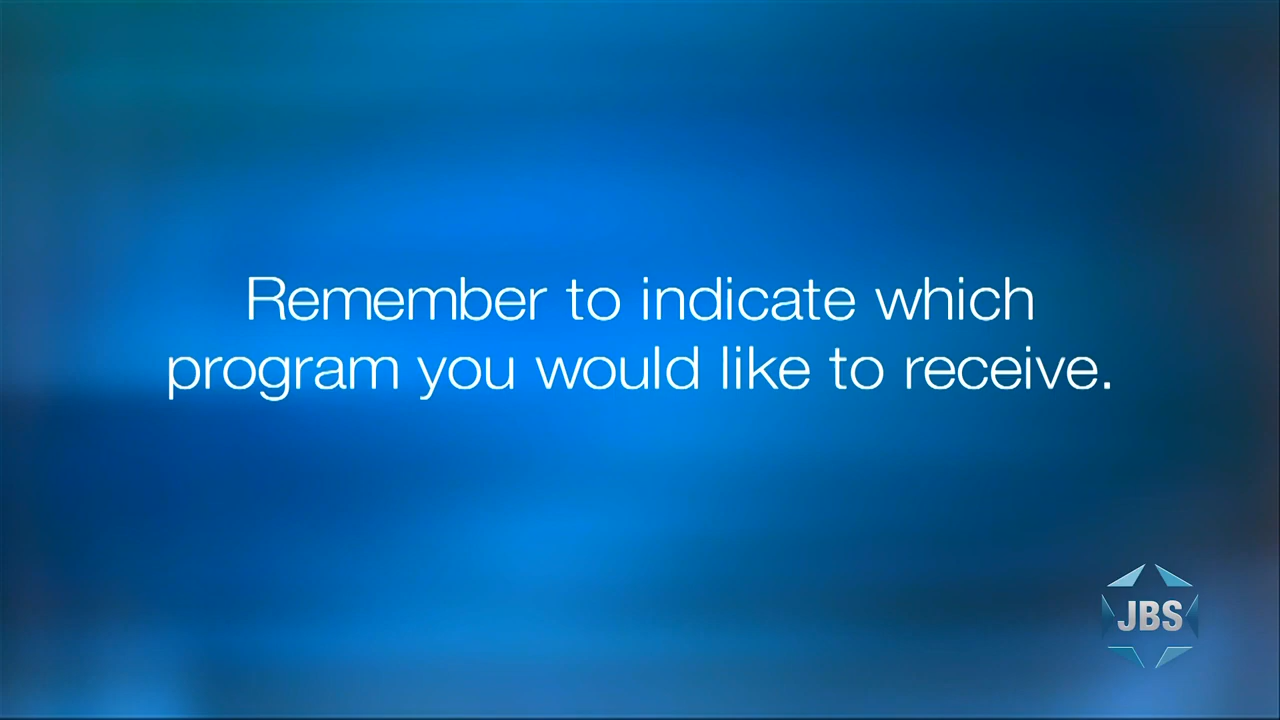 Remember to indicate which
program you would like to receive.
JBS